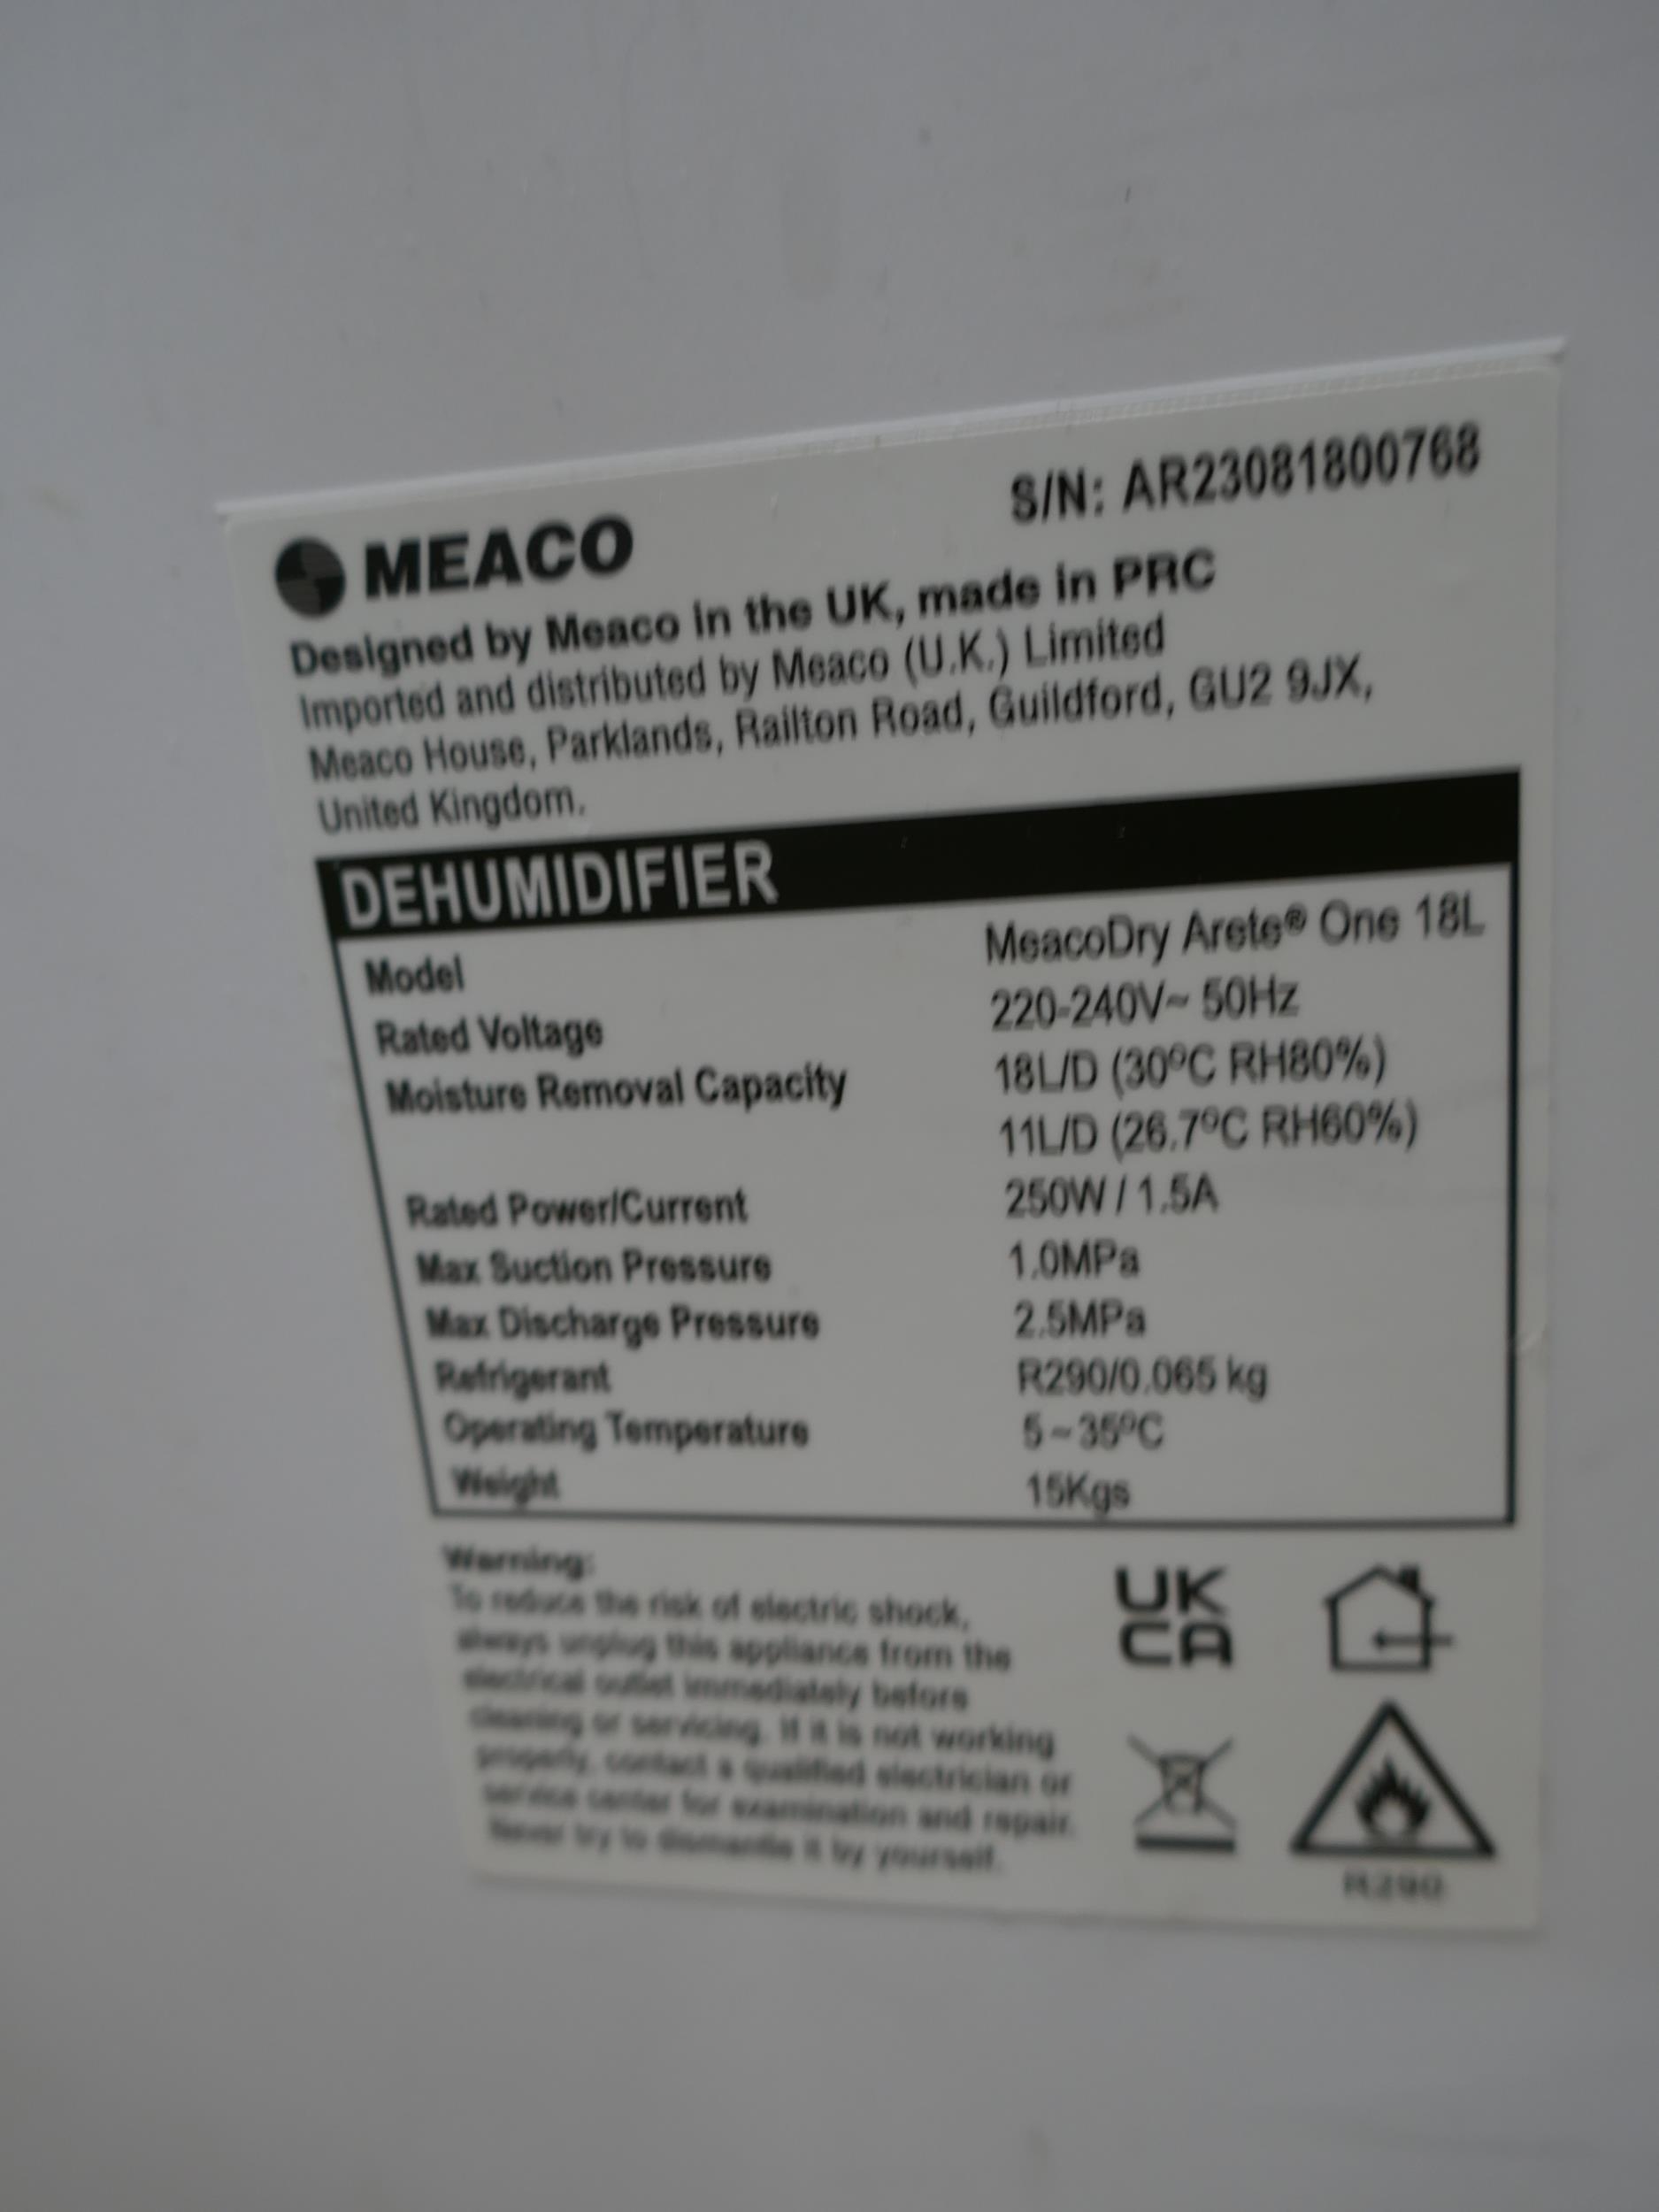 S/N: AR23081800768
MEACO
Designed by Meaco in the UK, made in PRC
Imported and distributed by Meaco (U.K.) Limited
Meaco House, Parklands, Railton Road, Guildford, GU2 9JX,
United Kingdom.
DEHUMIDIFIER
Model MeacoDry Arete® One 18L
Rated Voltage 220-240V~ 50Hz
Moisture Removal Capacity 18L/D (30ºC RH80%)
11L/D (26.7ºC RH60%)
Rated Power/Current 250W / 1.5A
Max Suction Pressure 1.0MPa
Max Discharge Pressure 2.5MPa
Refrigerant R290/0.065 kg
Operating Temperature 5 ~ 35ºC
Weight 15Kgs
Warning:
To reduce the risk of electric shock,
always unplug this appliance from the
electrical outlet immediately before
cleaning or servicing. If it is not working
properly, contact a qualified electrician or
service center for examination and repair.
Never try to dismantle it by yourself.
UK
CA
R290